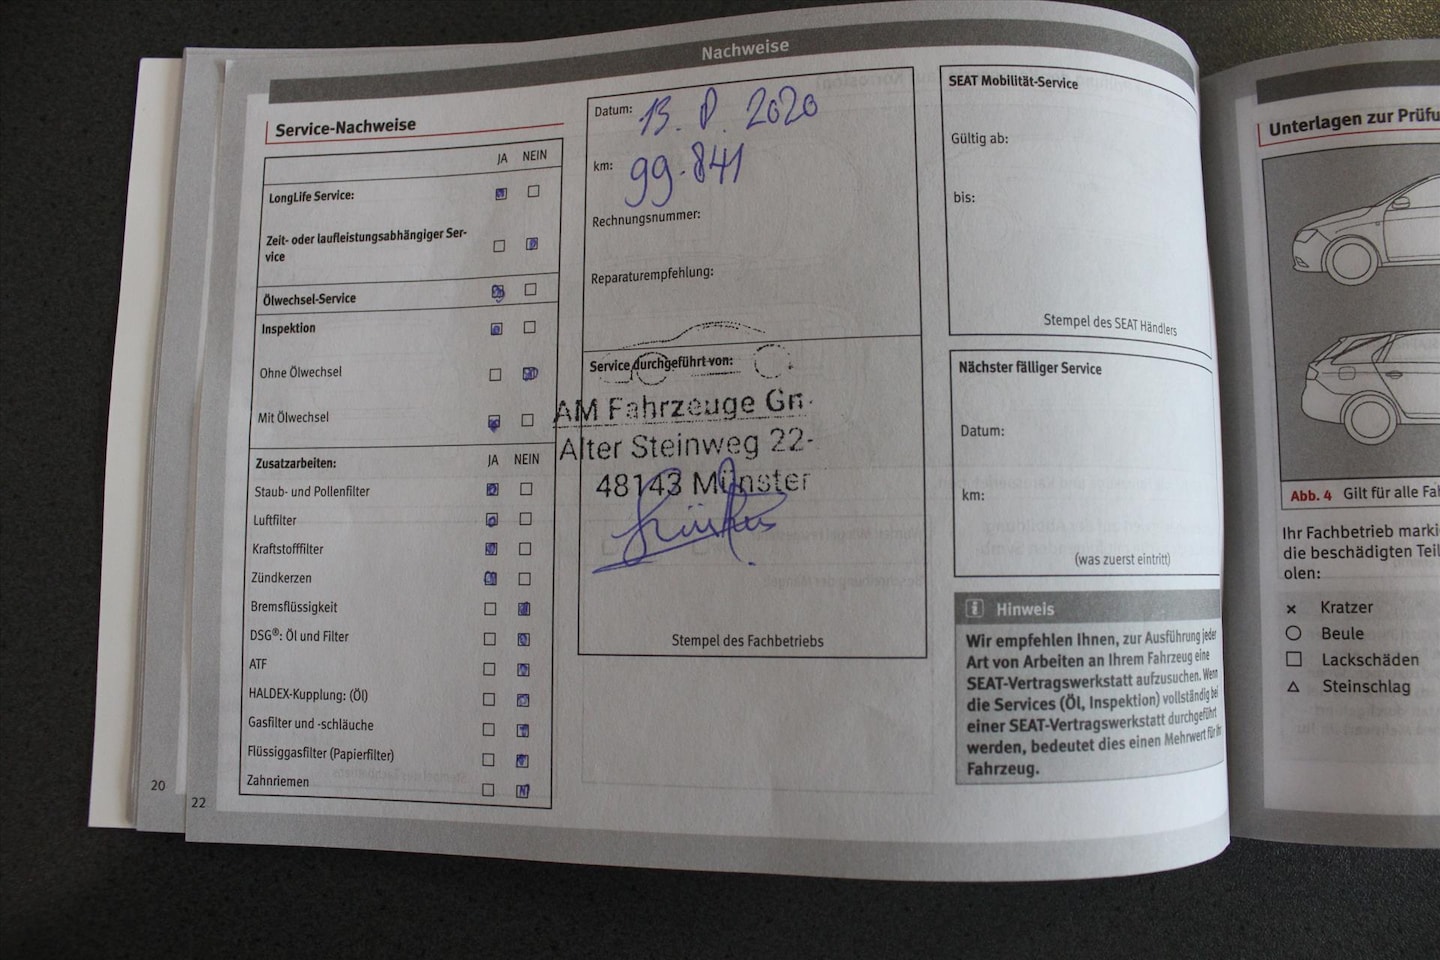 Nachweise
Service-Nachweise
JA NEIN
LongLife Service:
Zeit- oder laufleistungsabhängiger Ser-
vice
Ölwechsel-Service
Inspektion
Ohne Ölwechsel
Mit Ölwechsel
Zusatzarbeiten: JA NEIN
Staub- und Pollenfilter
Luftfilter
Kraftstofffilter
Zündkerzen
Bremsflüssigkeit
DSG®: Öl und Filter
ATF
HALDEX-Kupplung: (Öl)
Gasfilter und -schläuche
Flüssiggasfilter (Papierfilter)
Zahnriemen
20
22
Datum: 13. 8. 2020
km: 99.841
Rechnungsnummer:
Reparaturempfehlung:
Service durchgeführt von:
AM Fahrzeuge
Alter Steinweg 22-
48143 Münster
Stempel des Fachbetriebs
SEAT Mobilität-Service
Gültig ab:
bis:
Stempel des SEAT Händlers
Nächster fälliger Service
Datum:
km:
(was zuerst eintritt)
Hinweis
Wir empfehlen Ihnen, zur Ausführung jeder
Art von Arbeiten an Ihrem Fahrzeug eine
SEAT-Vertragswerkstatt aufzusuchen. Wenn
die Services (Öl, Inspektion) vollständig bei
einer SEAT-Vertragswerkstatt durchgeführt
werden, bedeutet dies einen Mehrwert für Ihr
Fahrzeug.
Unterlagen zur Prüfu
Abb. 4 Gilt für alle Fah
Ihr Fachbetrieb marki
die beschädigten Teil
olen:
Kratzer
Beule
Lackschäden
Steinschlag